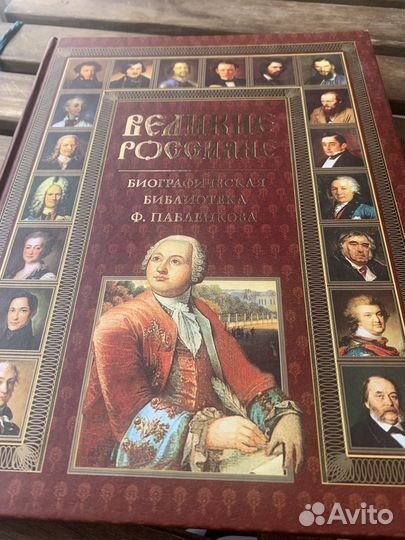 ВЕЛИКИЕ
РОССИЯНЕ
БИОГРАФИЧЕСКАЯ
БИБЛИОТЕКА
Ф. ПАВЛЕНКОВА
Avito